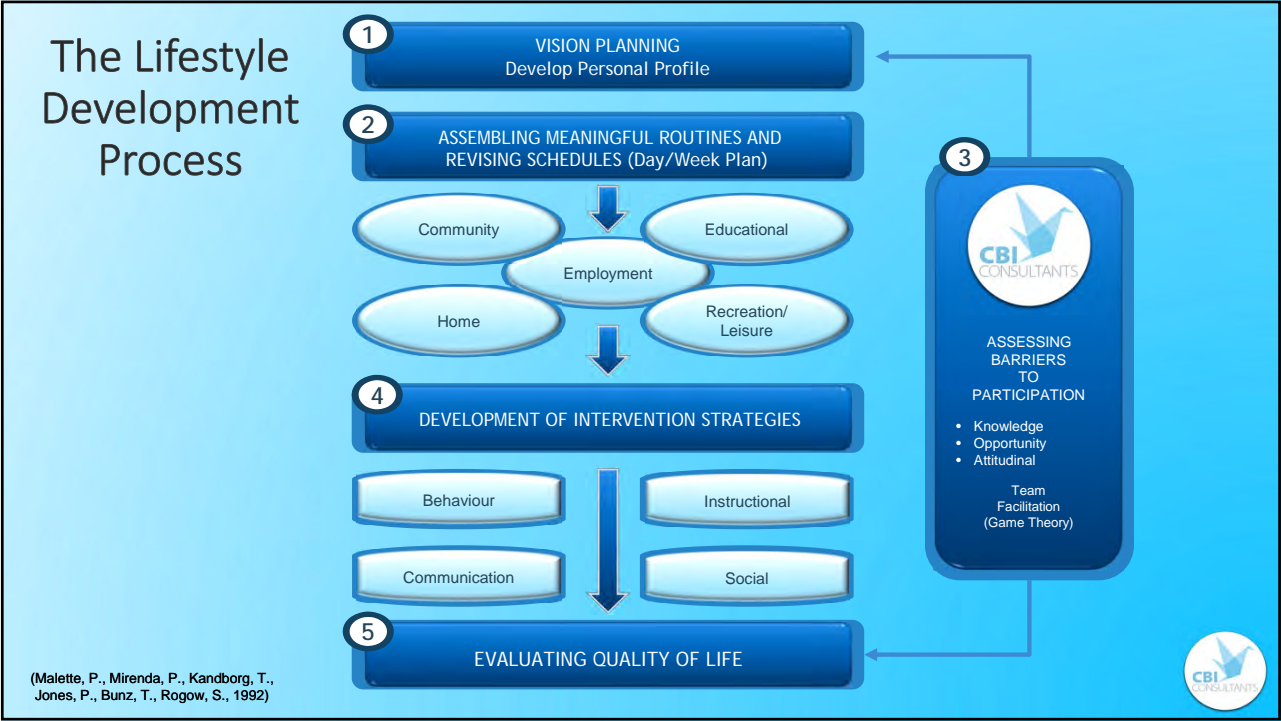 The Lifestyle
Development
Process
1
VISION PLANNING
Develop Personal Profile
2
ASSEMBLING MEANINGFUL ROUTINES AND
REVISING SCHEDULES (Day/Week Plan)
Community
Educational
Employment
Home
Recreation/
Leisure
3
CBI
CONSULTANTS
ASSESSING
BARRIERS
TO
PARTICIPATION
• Knowledge
• Opportunity
• Attitudinal
Team
Facilitation
(Game Theory)
4
DEVELOPMENT OF INTERVENTION STRATEGIES
Behaviour
Instructional
Communication
Social
5
EVALUATING QUALITY OF LIFE
(Malette, P., Mirenda, P., Kandborg, T.,
Jones, P., Bunz, T., Rogow, S., 1992)
CBI
CONSULTANTS